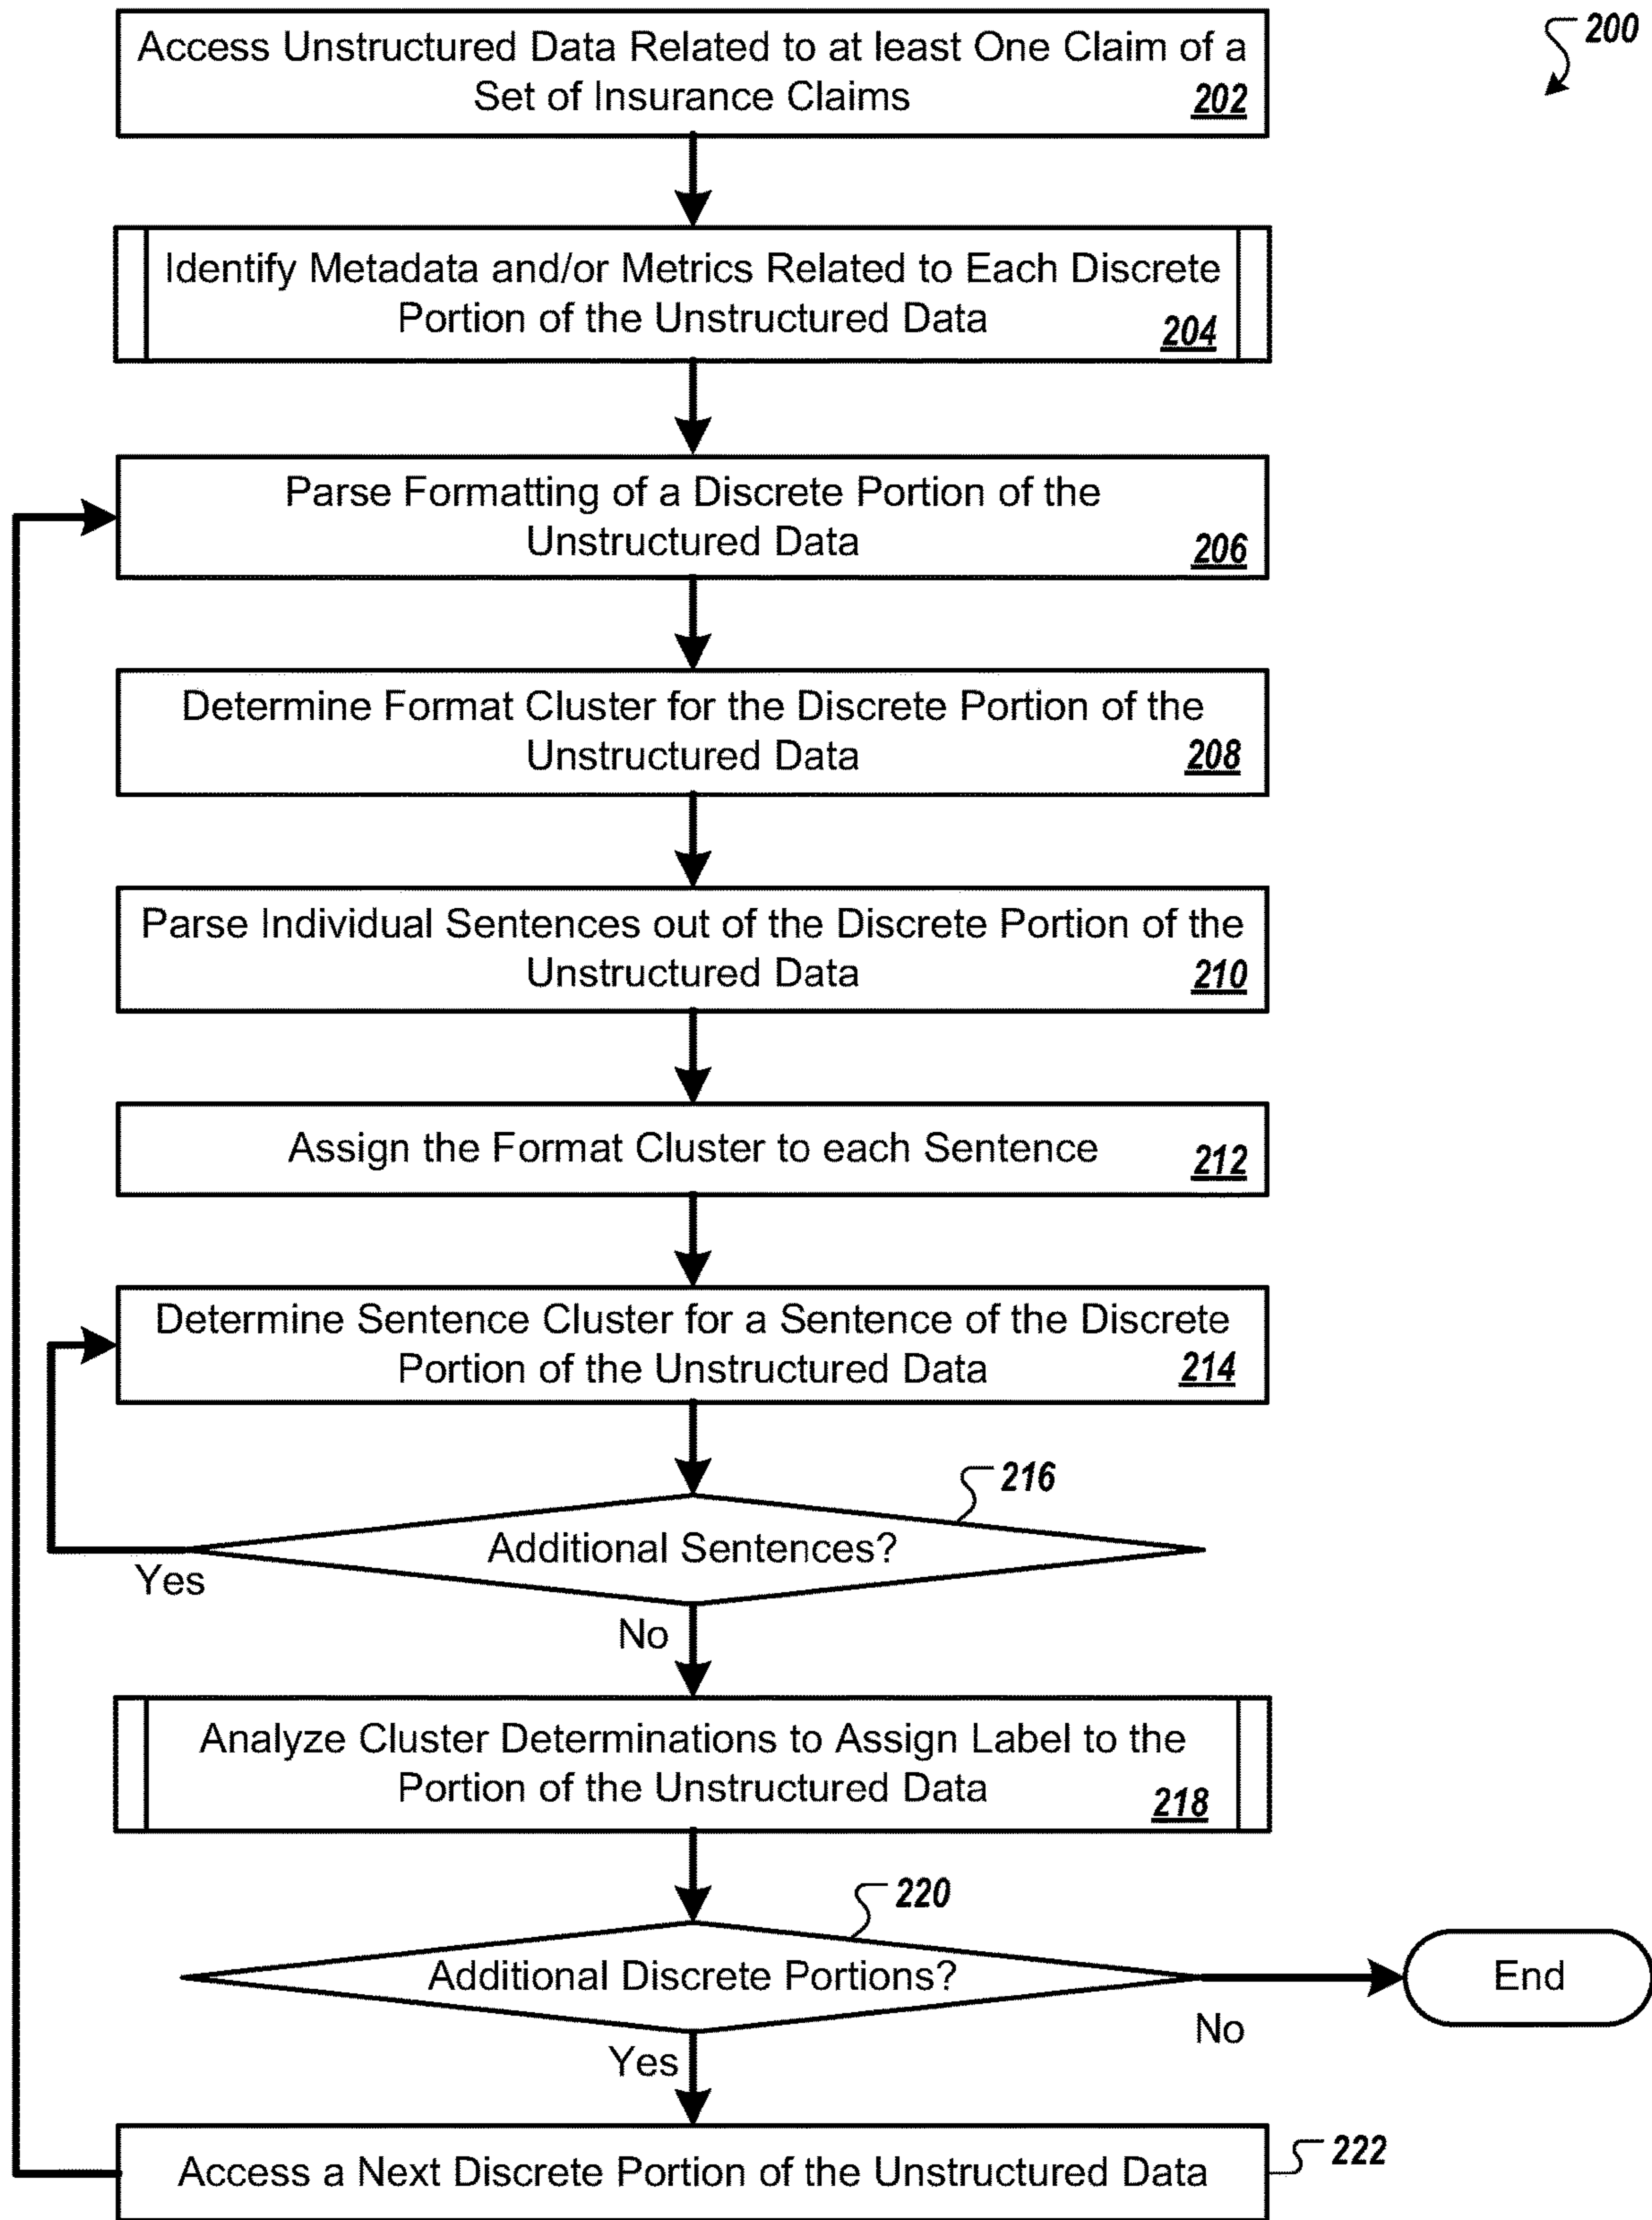 200
Access Unstructured Data Related to at least One Claim of a
Set of Insurance Claims 202
Identify Metadata and/or Metrics Related to Each Discrete
Portion of the Unstructured Data 204
Parse Formatting of a Discrete Portion of the
Unstructured Data 206
Determine Format Cluster for the Discrete Portion of the
Unstructured Data 208
Parse Individual Sentences out of the Discrete Portion of the
Unstructured Data 210
Assign the Format Cluster to each Sentence 212
Determine Sentence Cluster for a Sentence of the Discrete
Portion of the Unstructured Data 214
216
Additional Sentences?
Yes
No
Analyze Cluster Determinations to Assign Label to the
Portion of the Unstructured Data 218
220
Additional Discrete Portions?
End
No
Yes
Access a Next Discrete Portion of the Unstructured Data 222